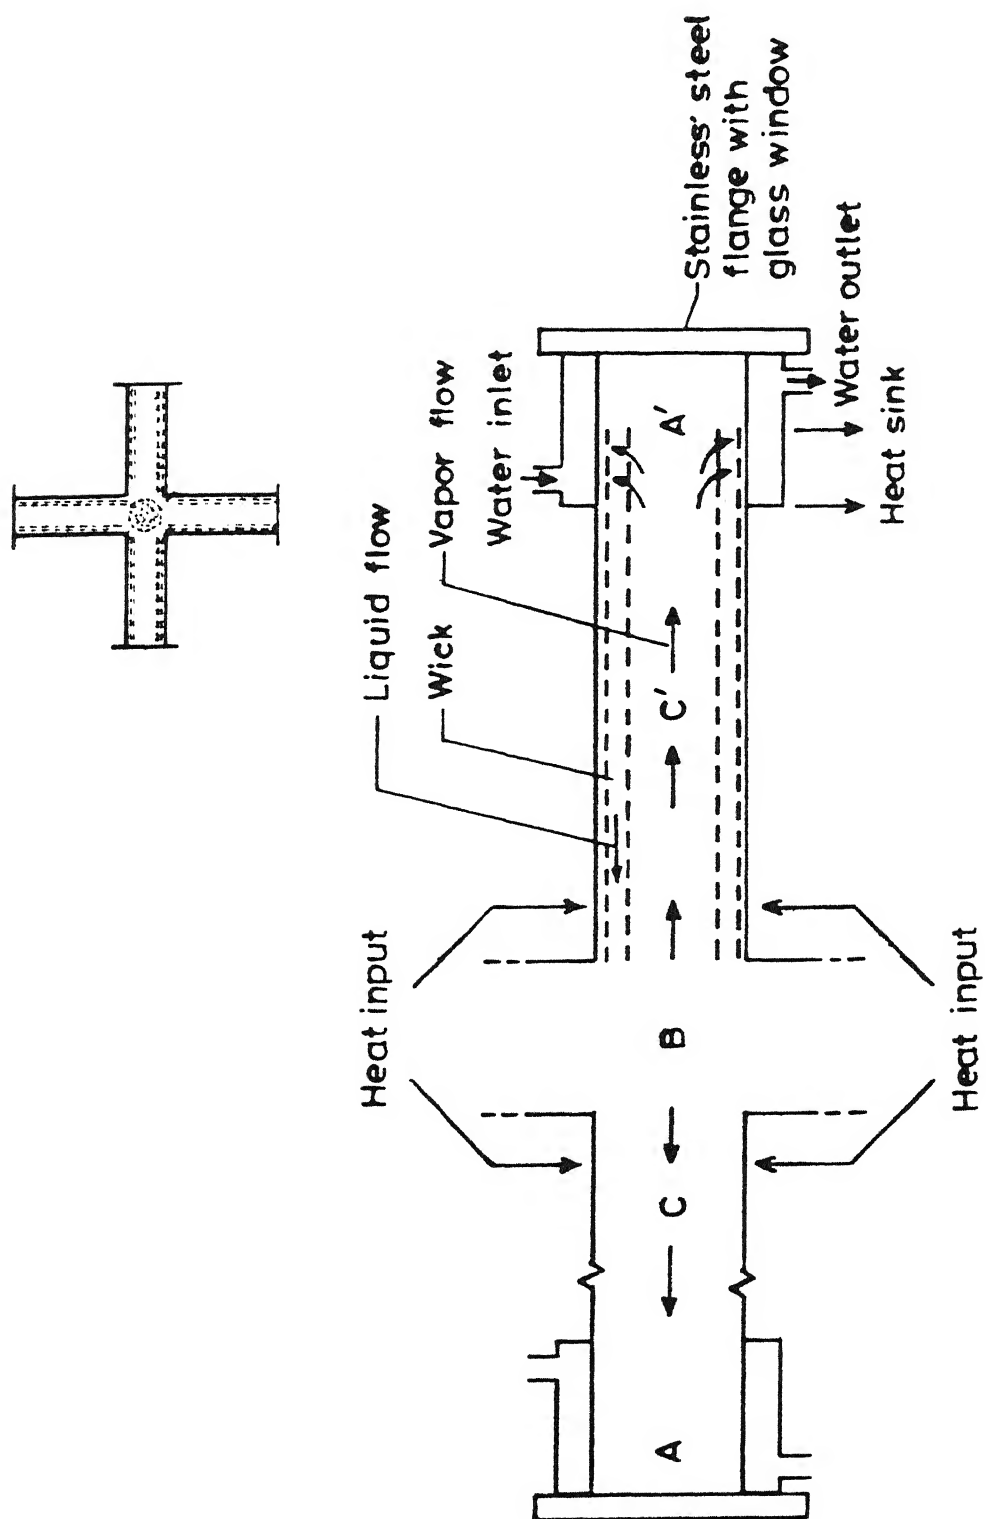 Stainless' steel
flange with
glass window
Liquid flow
Wick
Vapor flow
Water inlet
Water outlet
Heat sink
Heat input
Heat input
A
C
B
C'
A'